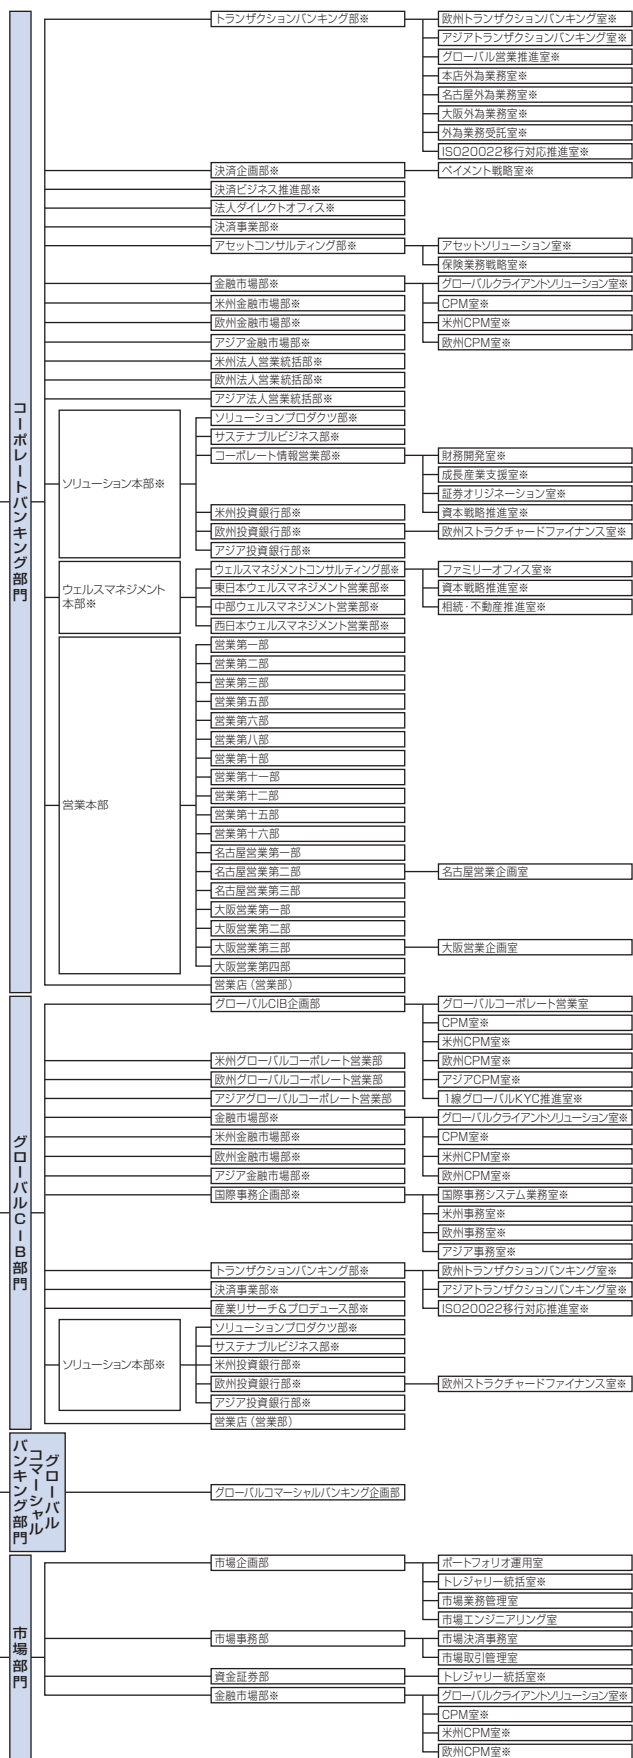 コーポレートバンキング部門
トランザクションバンキング部※
欧州トランザクションバンキング室※
アジアトランザクションバンキング室※
グローバル営業推進室※
本店外為業務室※
名古屋外為業務室※
大阪外為業務室※
外為業務受託室※
ISO20022移行対応推進室※
決済企画部※
ペイメント戦略室※
決済ビジネス推進部※
法人ダイレクトオフィス※
決済事業部※
アセットコンサルティング部※
アセットソリューション室※
保険業務戦略室※
金融市場部※
グローバルクライアントソリューション室※
米州金融市場部※
CPM室※
欧州金融市場部※
米州CPM室※
アジア金融市場部※
欧州CPM室※
米州法人営業統括部※
欧州法人営業統括部※
アジア法人営業統括部※
ソリューション本部※
ソリューションプロダクツ部※
サステナブルビジネス部※
コーポレート情報営業部※
財務開発室※
成長産業支援室※
証券オリジネーション室※
資本戦略推進室※
米州投資銀行部※
欧州投資銀行部※
欧州ストラクチャードファイナンス室※
アジア投資銀行部※
ウェルスマネジメント
本部※
ウェルスマネジメントコンサルティング部※
ファミリーオフィス室※
東日本ウェルスマネジメント営業部※
資本戦略推進室※
中部ウェルスマネジメント営業部※
相続・不動産推進室※
西日本ウェルスマネジメント営業部※
営業本部
営業第一部
営業第二部
営業第三部
営業第五部
営業第六部
営業第八部
営業第十部
営業第十一部
営業第十二部
営業第十五部
営業第十六部
名古屋営業第一部
名古屋営業第二部
名古屋営業企画室
名古屋営業第三部
大阪営業第一部
大阪営業第二部
大阪営業第三部
大阪営業企画室
大阪営業第四部
営業店（営業部）
グローバルCIB部門
グローバルCIB企画部
グローバルコーポレート営業室
CPM室※
米州CPM室※
米州グローバルコーポレート営業部
欧州CPM室※
欧州グローバルコーポレート営業部
アジアCPM室※
アジアグローバルコーポレート営業部
1線グローバルKYC推進室※
金融市場部※
グローバルクライアントソリューション室※
米州金融市場部※
CPM室※
欧州金融市場部※
米州CPM室※
アジア金融市場部※
欧州CPM室※
国際事務企画部※
国際事務システム業務室※
米州事務室※
欧州事務室※
アジア事務室※
トランザクションバンキング部※
欧州トランザクションバンキング室※
決済事業部※
アジアトランザクションバンキング室※
産業リサーチ&プロデュース部※
ISO20022移行対応推進室※
ソリューション本部※
ソリューションプロダクツ部※
サステナブルビジネス部※
米州投資銀行部※
欧州投資銀行部※
欧州ストラクチャードファイナンス室※
アジア投資銀行部※
営業店（営業部）
グローバル
コマーシャル
バンキング部門
グローバルコマーシャルバンキング企画部
市場部門
市場企画部
ポートフォリオ運用室
トレジャリー統括室※
市場業務管理室
市場エンジニアリング室
市場事務部
市場決済事務室
市場取引管理室
資金証券部
トレジャリー統括室※
金融市場部※
グローバルクライアントソリューション室※
CPM室※
米州CPM室※
欧州CPM室※